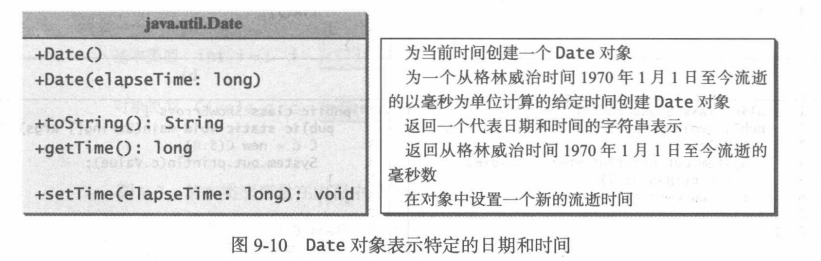 java.util.Date
+Date()
+Date(elapseTime: long)
+toString(): String
+getTime(): long
+setTime(elapseTime: long): void
为当前时间创建一个 Date 对象
为一个从格林威治时间 1970 年 1 月 1 日至今流逝
的以毫秒为单位计算的给定时间创建 Date 对象
返回一个代表日期和时间的字符串表示
返回从格林威治时间 1970 年 1 月 1 日至今流逝的
毫秒数
在对象中设置一个新的流逝时间
图 9-10 Date 对象表示特定的日期和时间